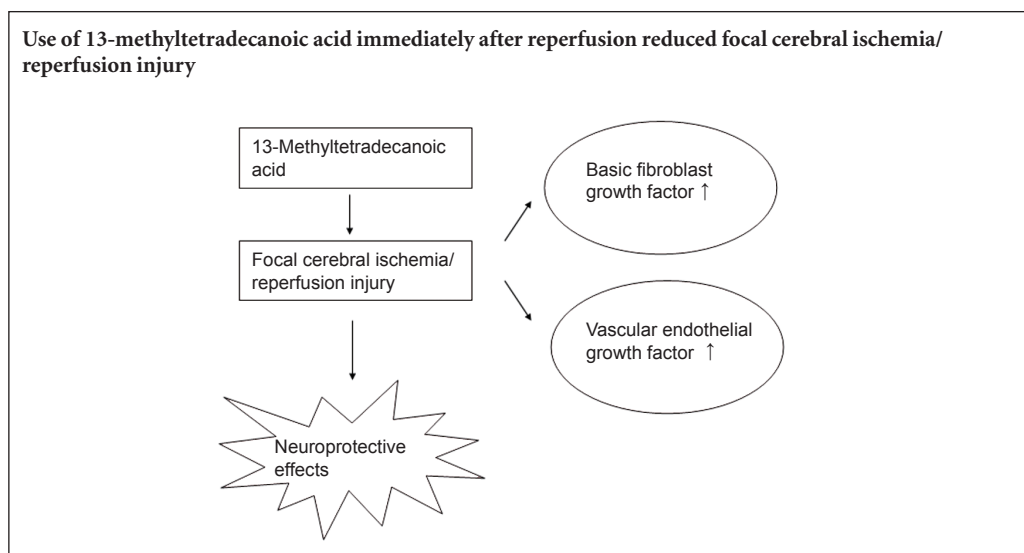 Use of 13-methyltetradecanoic acid immediately after reperfusion reduced focal cerebral ischemia/
reperfusion injury
13-Methyltetradecanoic
acid
Basic fibroblast
growth factor ↑
Focal cerebral ischemia/
reperfusion injury
Vascular endothelial
growth factor ↑
Neuroprotective
effects